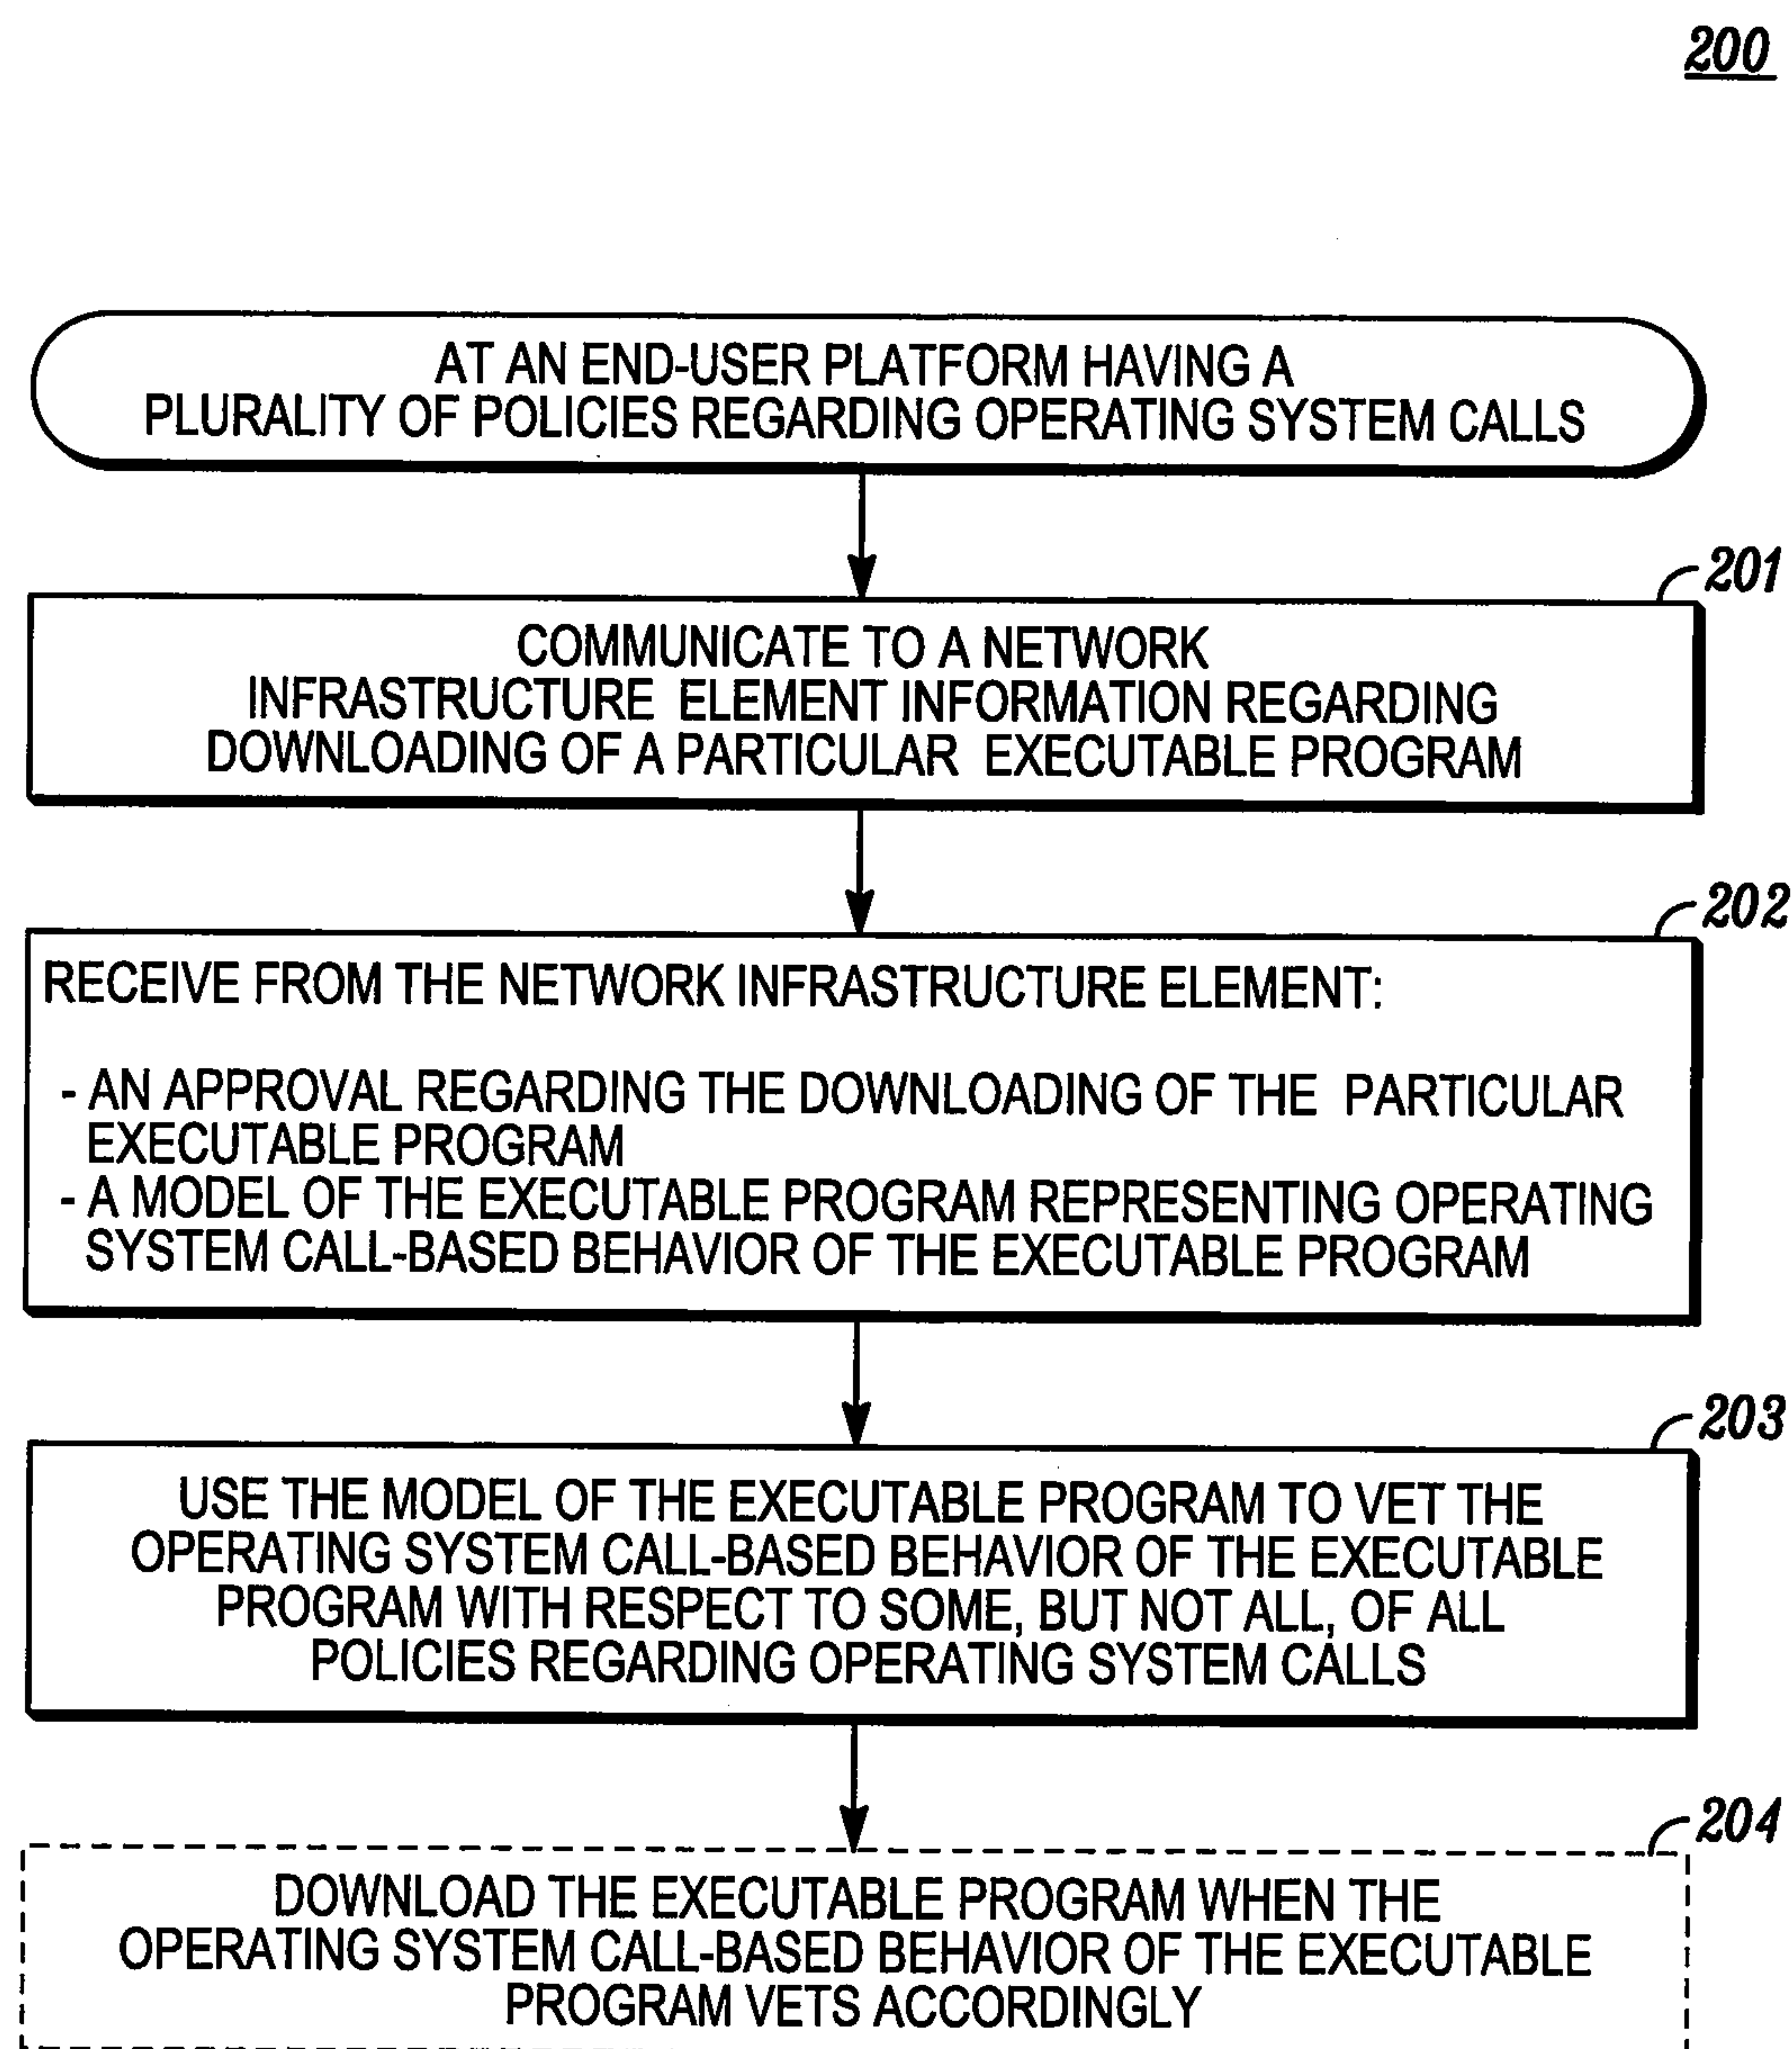 200
AT AN END-USER PLATFORM HAVING A
PLURALITY OF POLICIES REGARDING OPERATING SYSTEM CALLS
201
COMMUNICATE TO A NETWORK
INFRASTRUCTURE ELEMENT INFORMATION REGARDING
DOWNLOADING OF A PARTICULAR EXECUTABLE PROGRAM
202
RECEIVE FROM THE NETWORK INFRASTRUCTURE ELEMENT:
- AN APPROVAL REGARDING THE DOWNLOADING OF THE PARTICULAR
EXECUTABLE PROGRAM
- A MODEL OF THE EXECUTABLE PROGRAM REPRESENTING OPERATING
SYSTEM CALL-BASED BEHAVIOR OF THE EXECUTABLE PROGRAM
203
USE THE MODEL OF THE EXECUTABLE PROGRAM TO VET THE
OPERATING SYSTEM CALL-BASED BEHAVIOR OF THE EXECUTABLE
PROGRAM WITH RESPECT TO SOME, BUT NOT ALL, OF ALL
POLICIES REGARDING OPERATING SYSTEM CALLS
204
DOWNLOAD THE EXECUTABLE PROGRAM WHEN THE
OPERATING SYSTEM CALL-BASED BEHAVIOR OF THE EXECUTABLE
PROGRAM VETS ACCORDINGLY